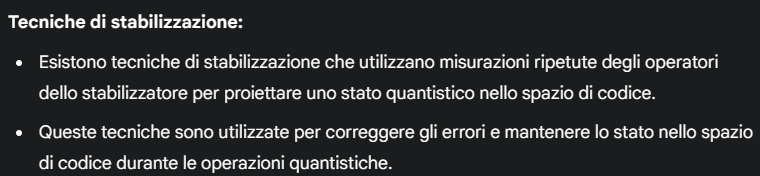 Tecniche di stabilizzazione:
• Esistono tecniche di stabilizzazione che utilizzano misurazioni ripetute degli operatori
dello stabilizzatore per proiettare uno stato quantistico nello spazio di codice.
• Queste tecniche sono utilizzate per correggere gli errori e mantenere lo stato nello spazio
di codice durante le operazioni quantistiche.